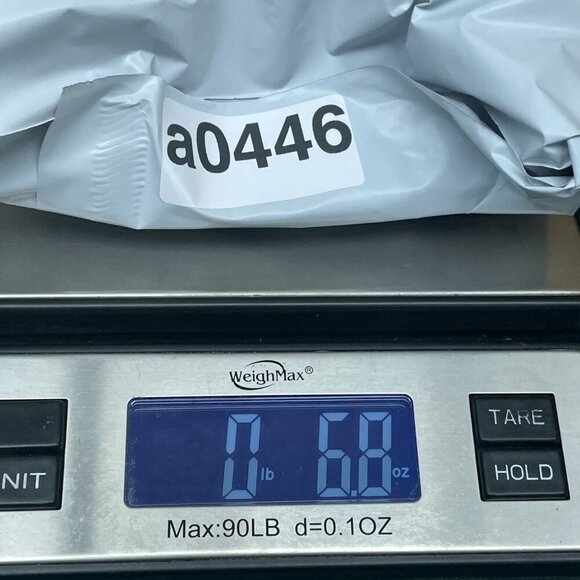 a0446
WeighMax®
TARE
0 lb 6.8 oz
NIT
HOLD
Max:90LB d=0.1OZ